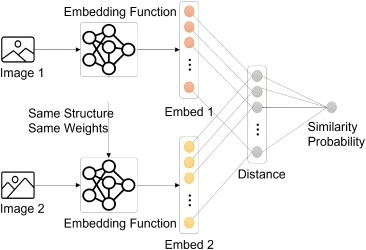 Embedding Function
Image 1
Embed 1
Same Structure
Same Weights
Similarity
Probability
Distance
Image 2
Embedding Function
Embed 2